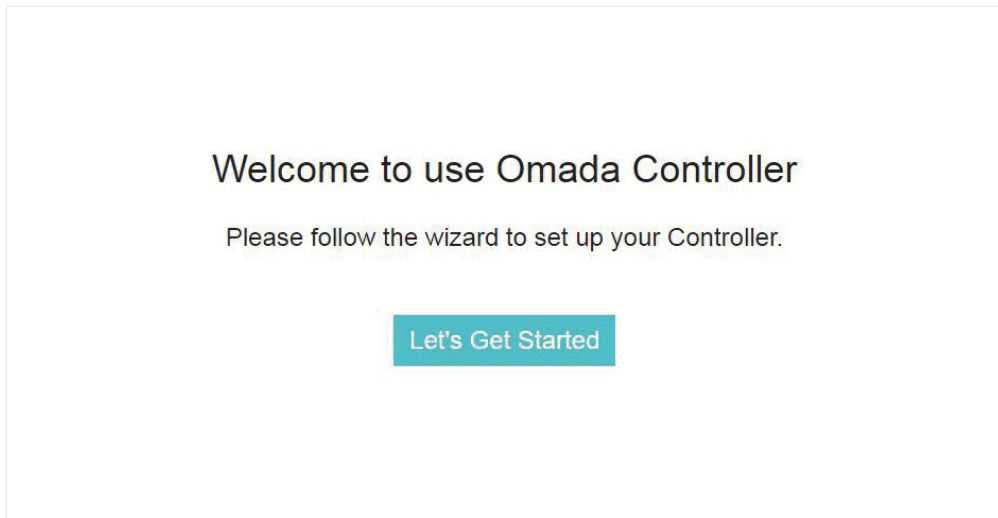 Welcome to use Omada Controller
Please follow the wizard to set up your Controller.
Let's Get Started